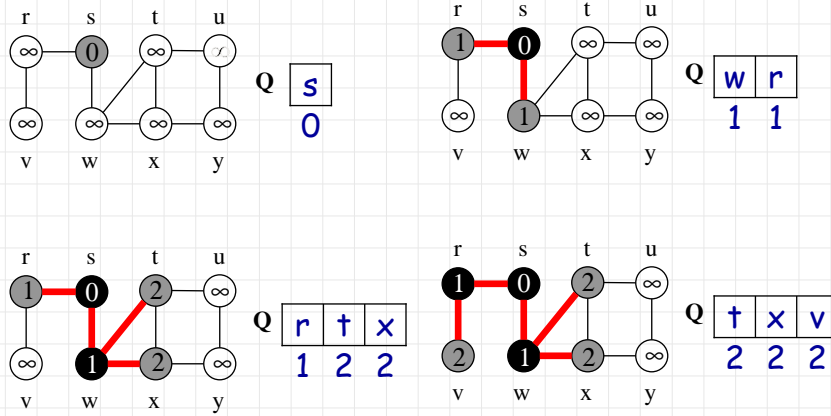 r s t u
∞ 0 ∞ ∞
∞ ∞ ∞ ∞
v w x y
Q s
0
r s t u
1 0 ∞ ∞
∞ 1 ∞ ∞
v w x y
Q w r
1 1
r s t u
1 0 2 ∞
∞ 1 2 ∞
v w x y
Q r t x
1 2 2
r s t u
1 0 2 ∞
2 1 2 ∞
v w x y
Q t x v
2 2 2